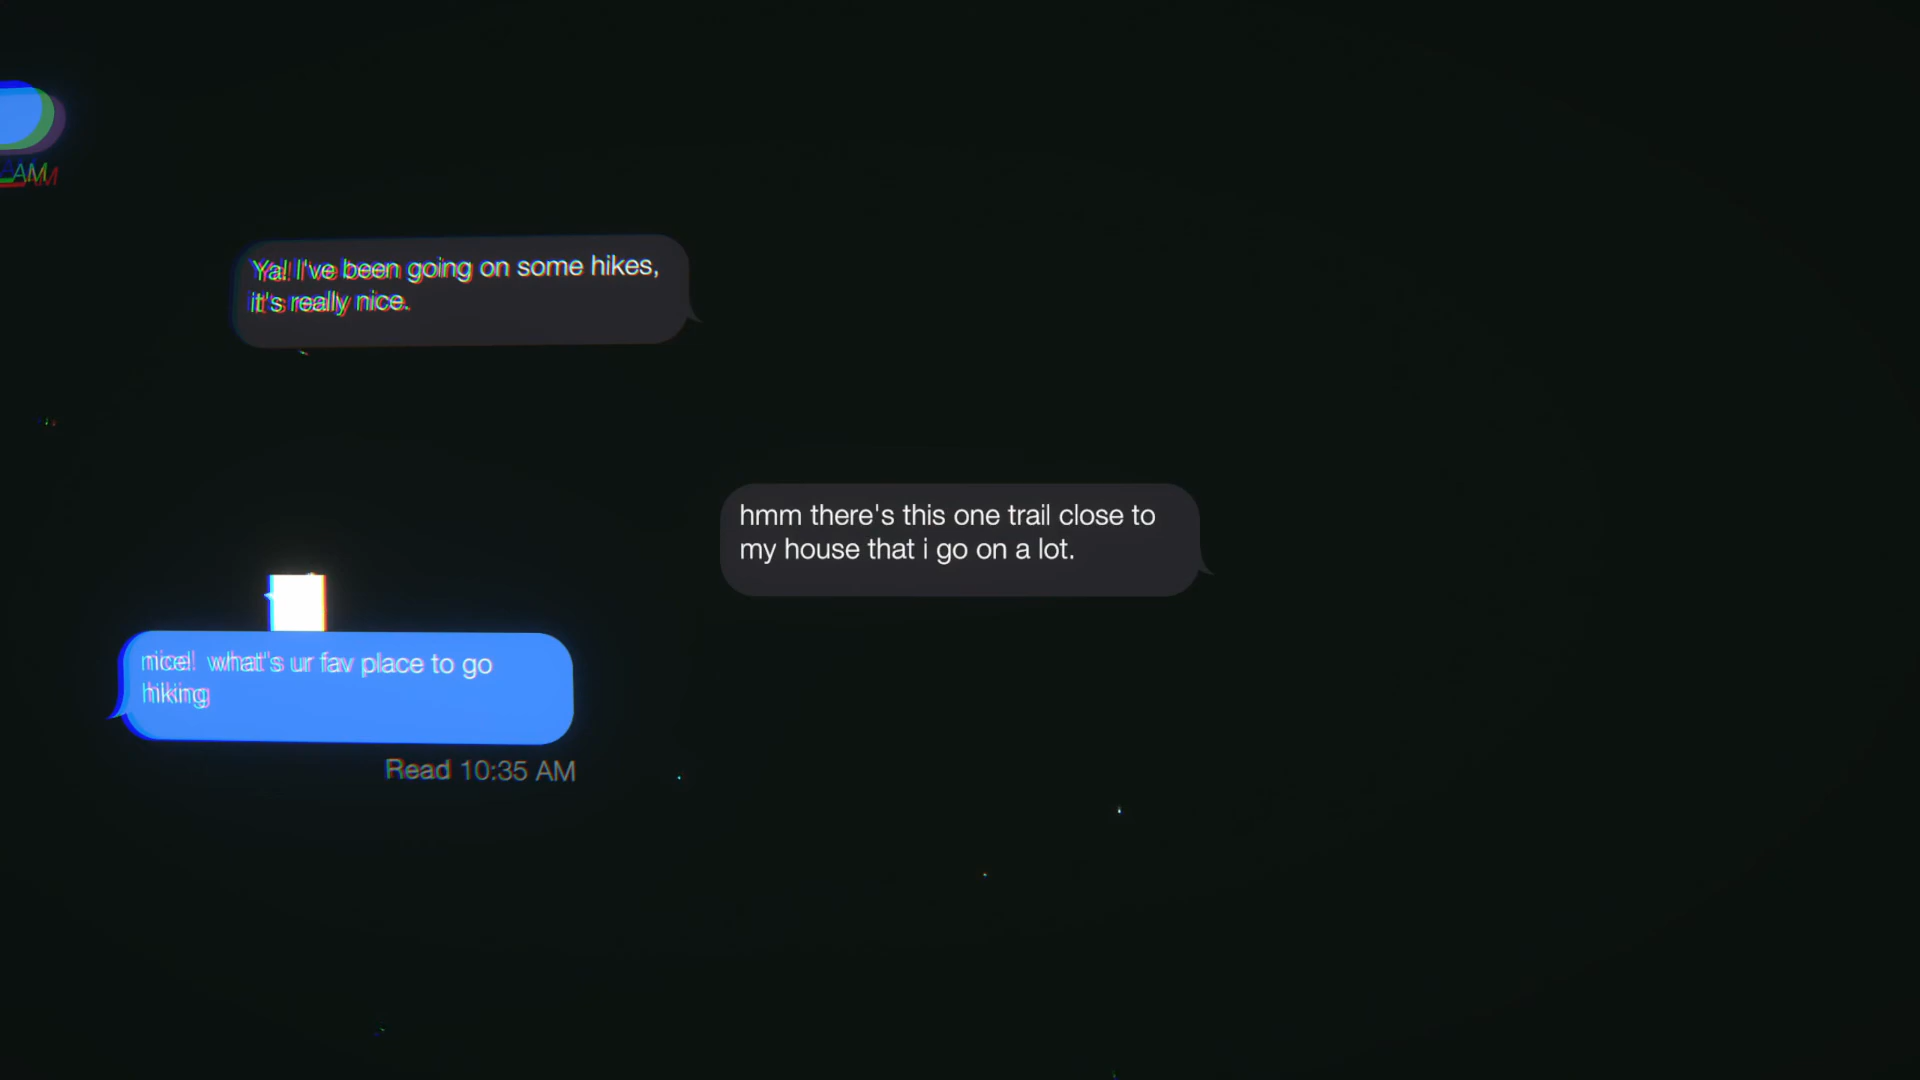 AM
Ya! I've been going on some hikes,
it's really nice.
hmm there's this one trail close to
my house that i go on a lot.
nice! what's ur fav place to go
hiking
Read 10:35 AM